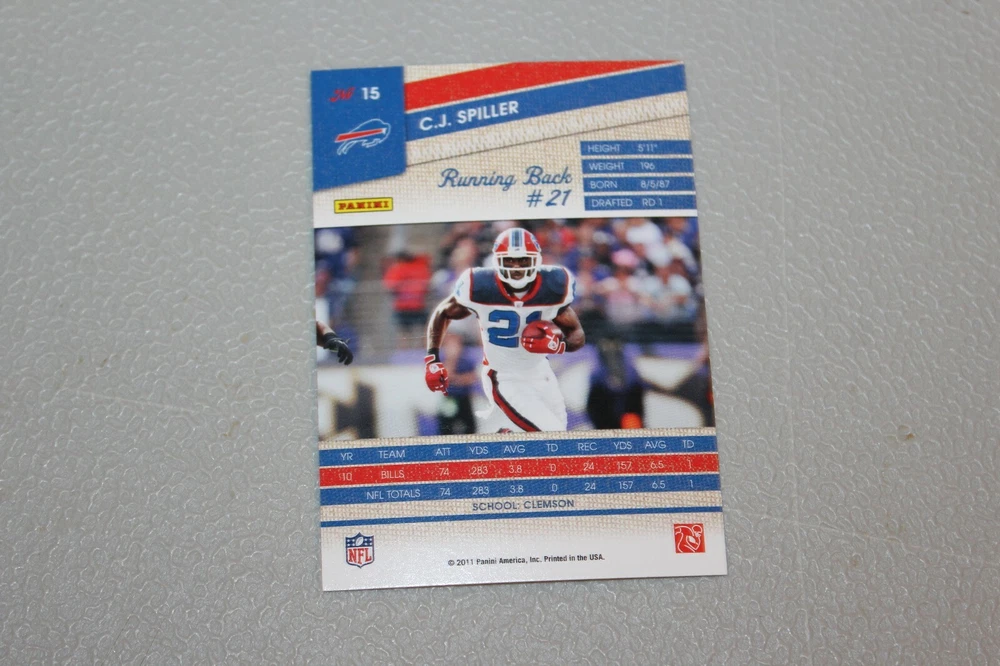 15
C.J. SPILLER
HEIGHT 5'11"
WEIGHT 196
BORN 8/5/87
DRAFTED RD 1
Running Back
#21
PANINI
21
YR TEAM ATT YDS AVG TD REC YDS AVG TD
10 BILLS 74 283 3.8 0 24 157 6.5 1
NFL TOTALS 74 283 3.8 0 24 157 6.5 1
SCHOOL: CLEMSON
NFL
© 2011 Panini America, Inc. Printed in the USA.